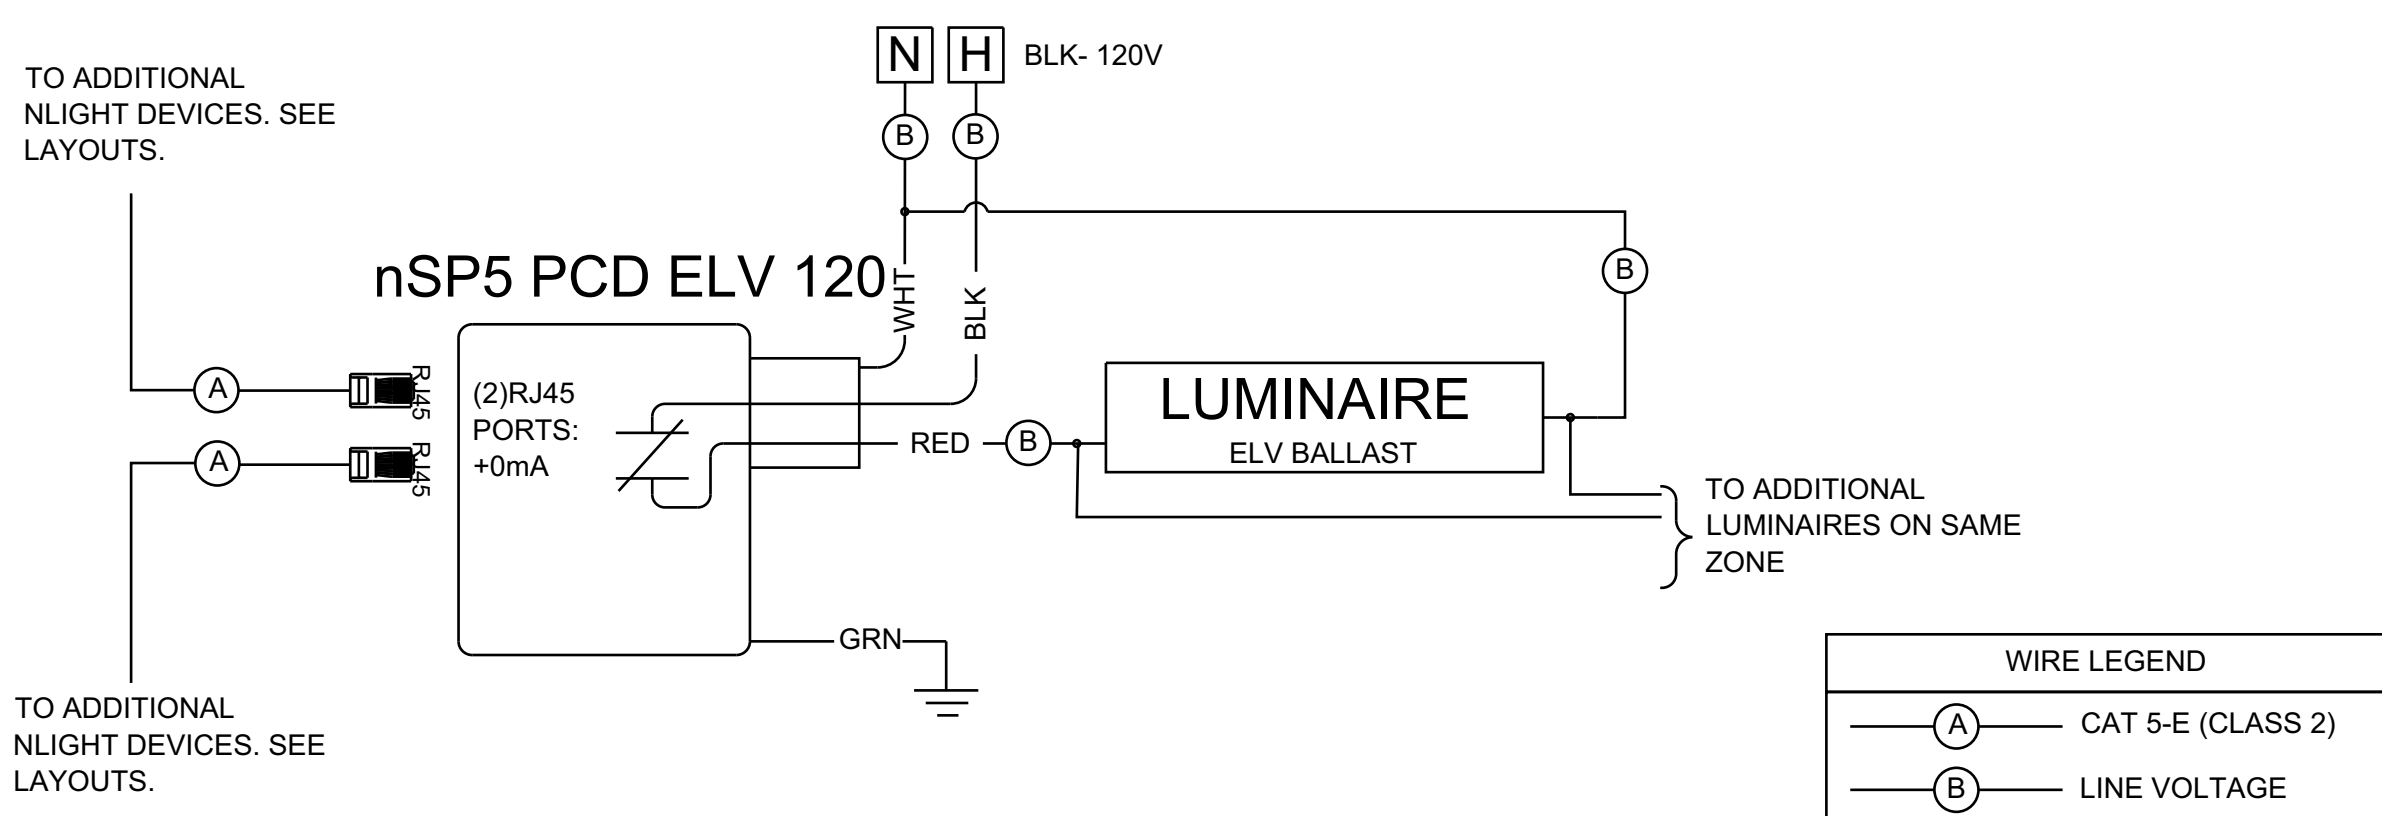 N H BLK- 120V
TO ADDITIONAL
NLIGHT DEVICES. SEE
LAYOUTS.
B B
nSP5 PCD ELV 120
WHT
BLK
B
A
RJ45
(2)RJ45
PORTS:
+0mA
LUMINAIRE
ELV BALLAST
RED
B
A
RJ45
TO ADDITIONAL
LUMINAIRES ON SAME
ZONE
GRN
TO ADDITIONAL
NLIGHT DEVICES. SEE
LAYOUTS.
WIRE LEGEND
A CAT 5-E (CLASS 2)
B LINE VOLTAGE